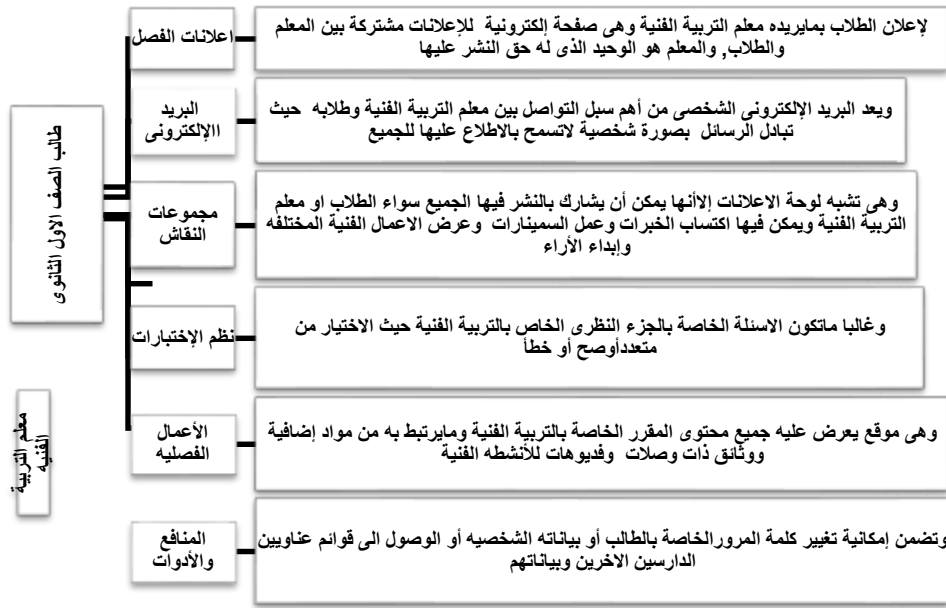 طالب الصف الاول الثانوى
معلم التربية
الفنية
اعلانات الفصل
لإعلان الطلاب بمايريده معلم التربية الفنية وهى صفحة إلكترونية للإعلانات مشتركة بين المعلم
والطلاب, والمعلم هو الوحيد الذى له حق النشر عليها
البريد
االإلكترونى
ويعد البريد الإلكترونى الشخصى من أهم سبل التواصل بين معلم التربية الفنية وطلابه حيث
تبادل الرسائل بصورة شخصية لاتسمح بالاطلاع عليها للجميع
مجموعات
النقاش
وهى تشبه لوحة الاعلانات إلاأنها يمكن أن يشارك بالنشر فيها الجميع سواء الطلاب او معلم
التربية الفنية ويمكن فيها اكتساب الخبرات وعمل السمينارات وعرض الاعمال الفنية المختلفه
وإبداء الأراء
نظم الإختبارات
وغالبا ماتكون الاسئلة الخاصة بالجزء النظرى الخاص بالتربية الفنية حيث الاختيار من
متعددأوصح أو خطأ
الأعمال
الفصليه
وهى موقع يعرض عليه جميع محتوى المقرر الخاصة بالتربية الفنية ومايرتبط به من مواد إضافية
ووثائق ذات وصلات وفديوهات للأنشطه الفنية
المنافع
والأدوات
وتضمن إمكانية تغيير كلمة المرورالخاصة بالطالب أو بياناته الشخصيه أو الوصول الى قوائم عناويين
الدارسين الاخرين وبياناتهم